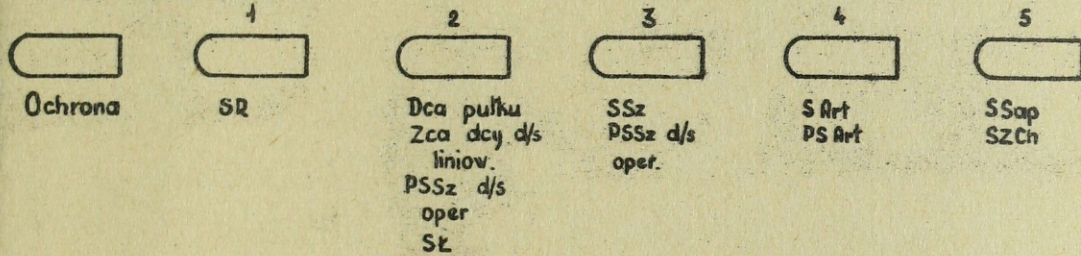 1
2
3
4
5
Ochrona
SR
Dca pułku
Zca dcy d/s
liniow.
PSSz d/s
oper
SŁ
SSz
PSSz d/s
oper.
S Art
PS Art
SSap
SZCh